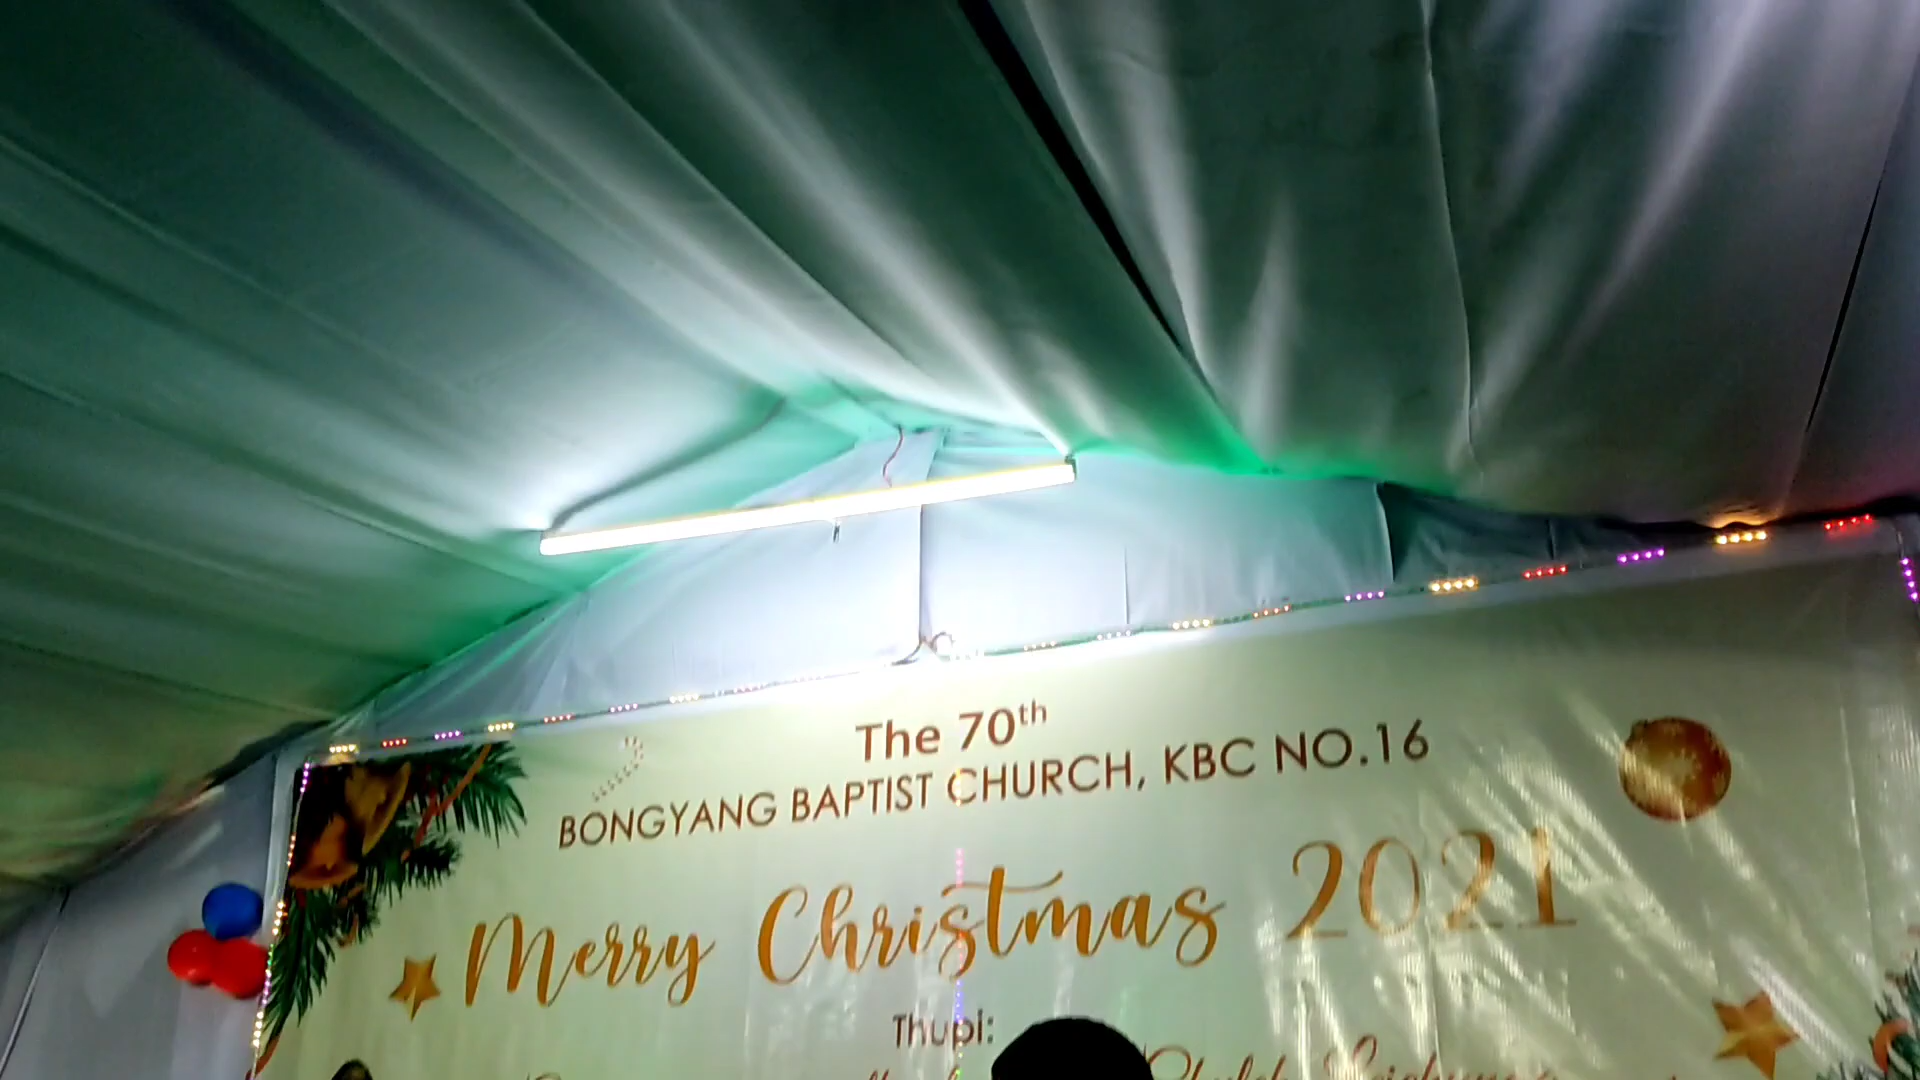 The 70th
BONGYANG BAPTIST CHURCH, KBC NO.16
Merry Christmas 2021
Thupi: